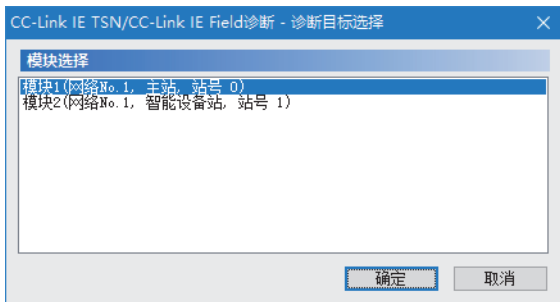 CC-Link IE TSN/CC-Link IE Field诊断 - 诊断目标选择
模块选择
模块1(网络No.1, 主站, 站号 0)
模块2(网络No.1, 智能设备站, 站号 1)
确定 取消